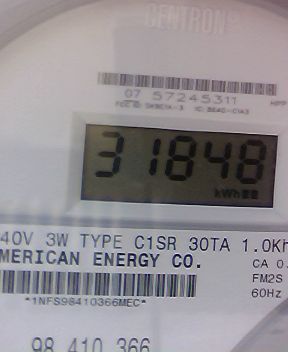 CENTRON®
07 57245311
31848
kWh
40V 3W TYPE C1SR 30TA 1.0Kh
MERICAN ENERGY CO.
CA 0.
FM2S
60Hz
*1NFS98410366MEC*
98 410 366